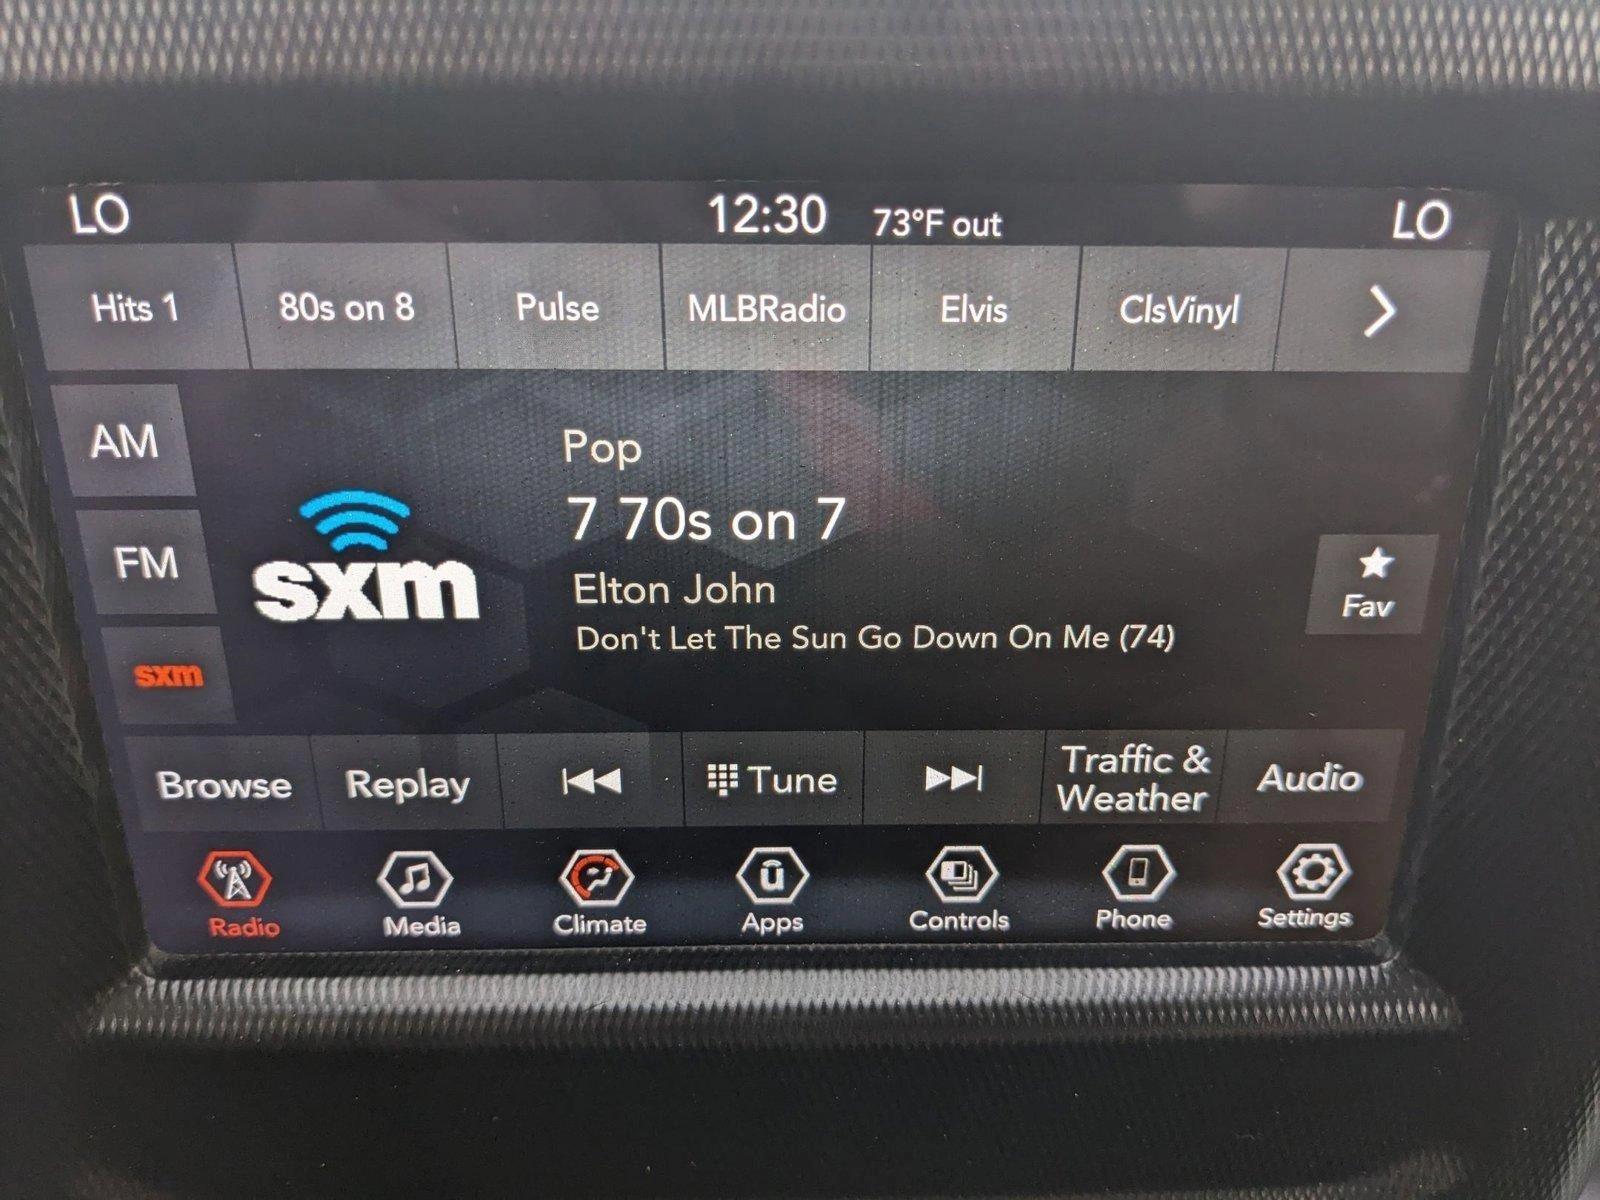 LO 12:30 73°F out LO
Hits 1 80s on 8 Pulse MLBRadio Elvis ClsVinyl
AM
FM
sxm
sxm
Pop
7 70s on 7
Elton John
Don't Let The Sun Go Down On Me (74)
Fav
Browse Replay Tune Traffic & Weather Audio
Radio Media Climate Apps Controls Phone Settings